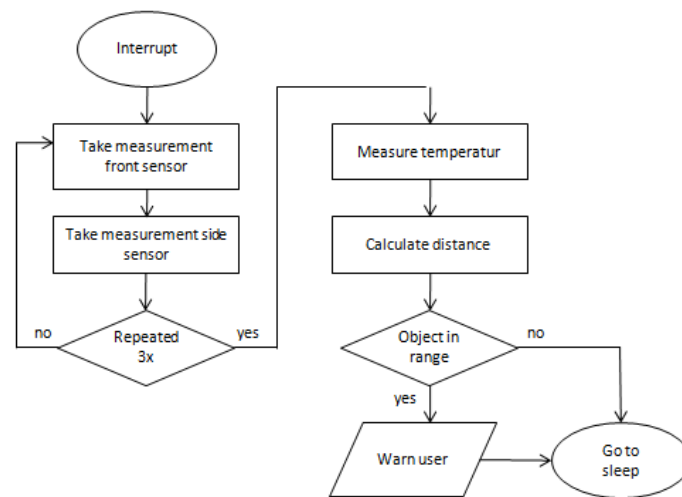 Interrupt
Take measurement
front sensor
Take measurement side
sensor
no
Repeated
3x
yes
Measure temperatur
Calculate distance
Object in
range
no
yes
Warn user
Go to
sleep